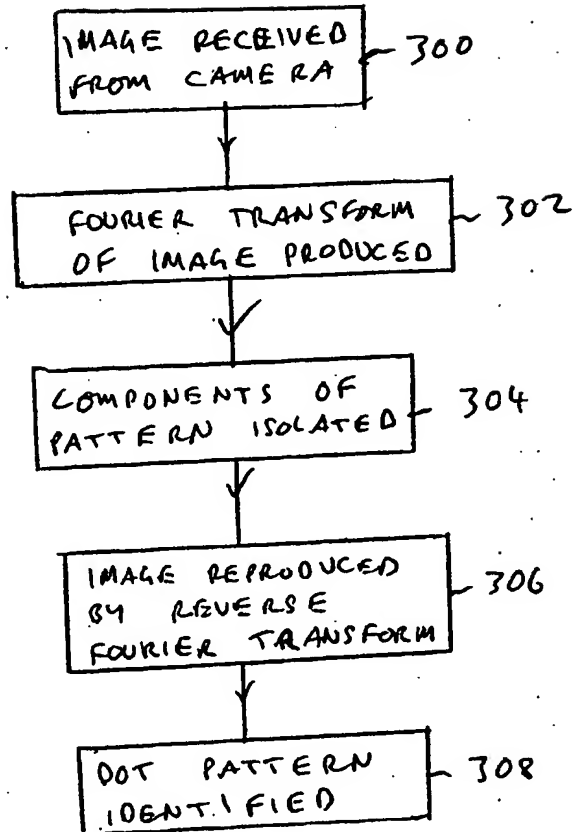 IMAGE RECEIVED
FROM CAMERA
300
FOURIER TRANSFORM
OF IMAGE PRODUCED
302
COMPONENTS OF
PATTERN ISOLATED
304
IMAGE REPRODUCED
BY REVERSE
FOURIER TRANSFORM
306
DOT PATTERN
IDENTIFIED
308